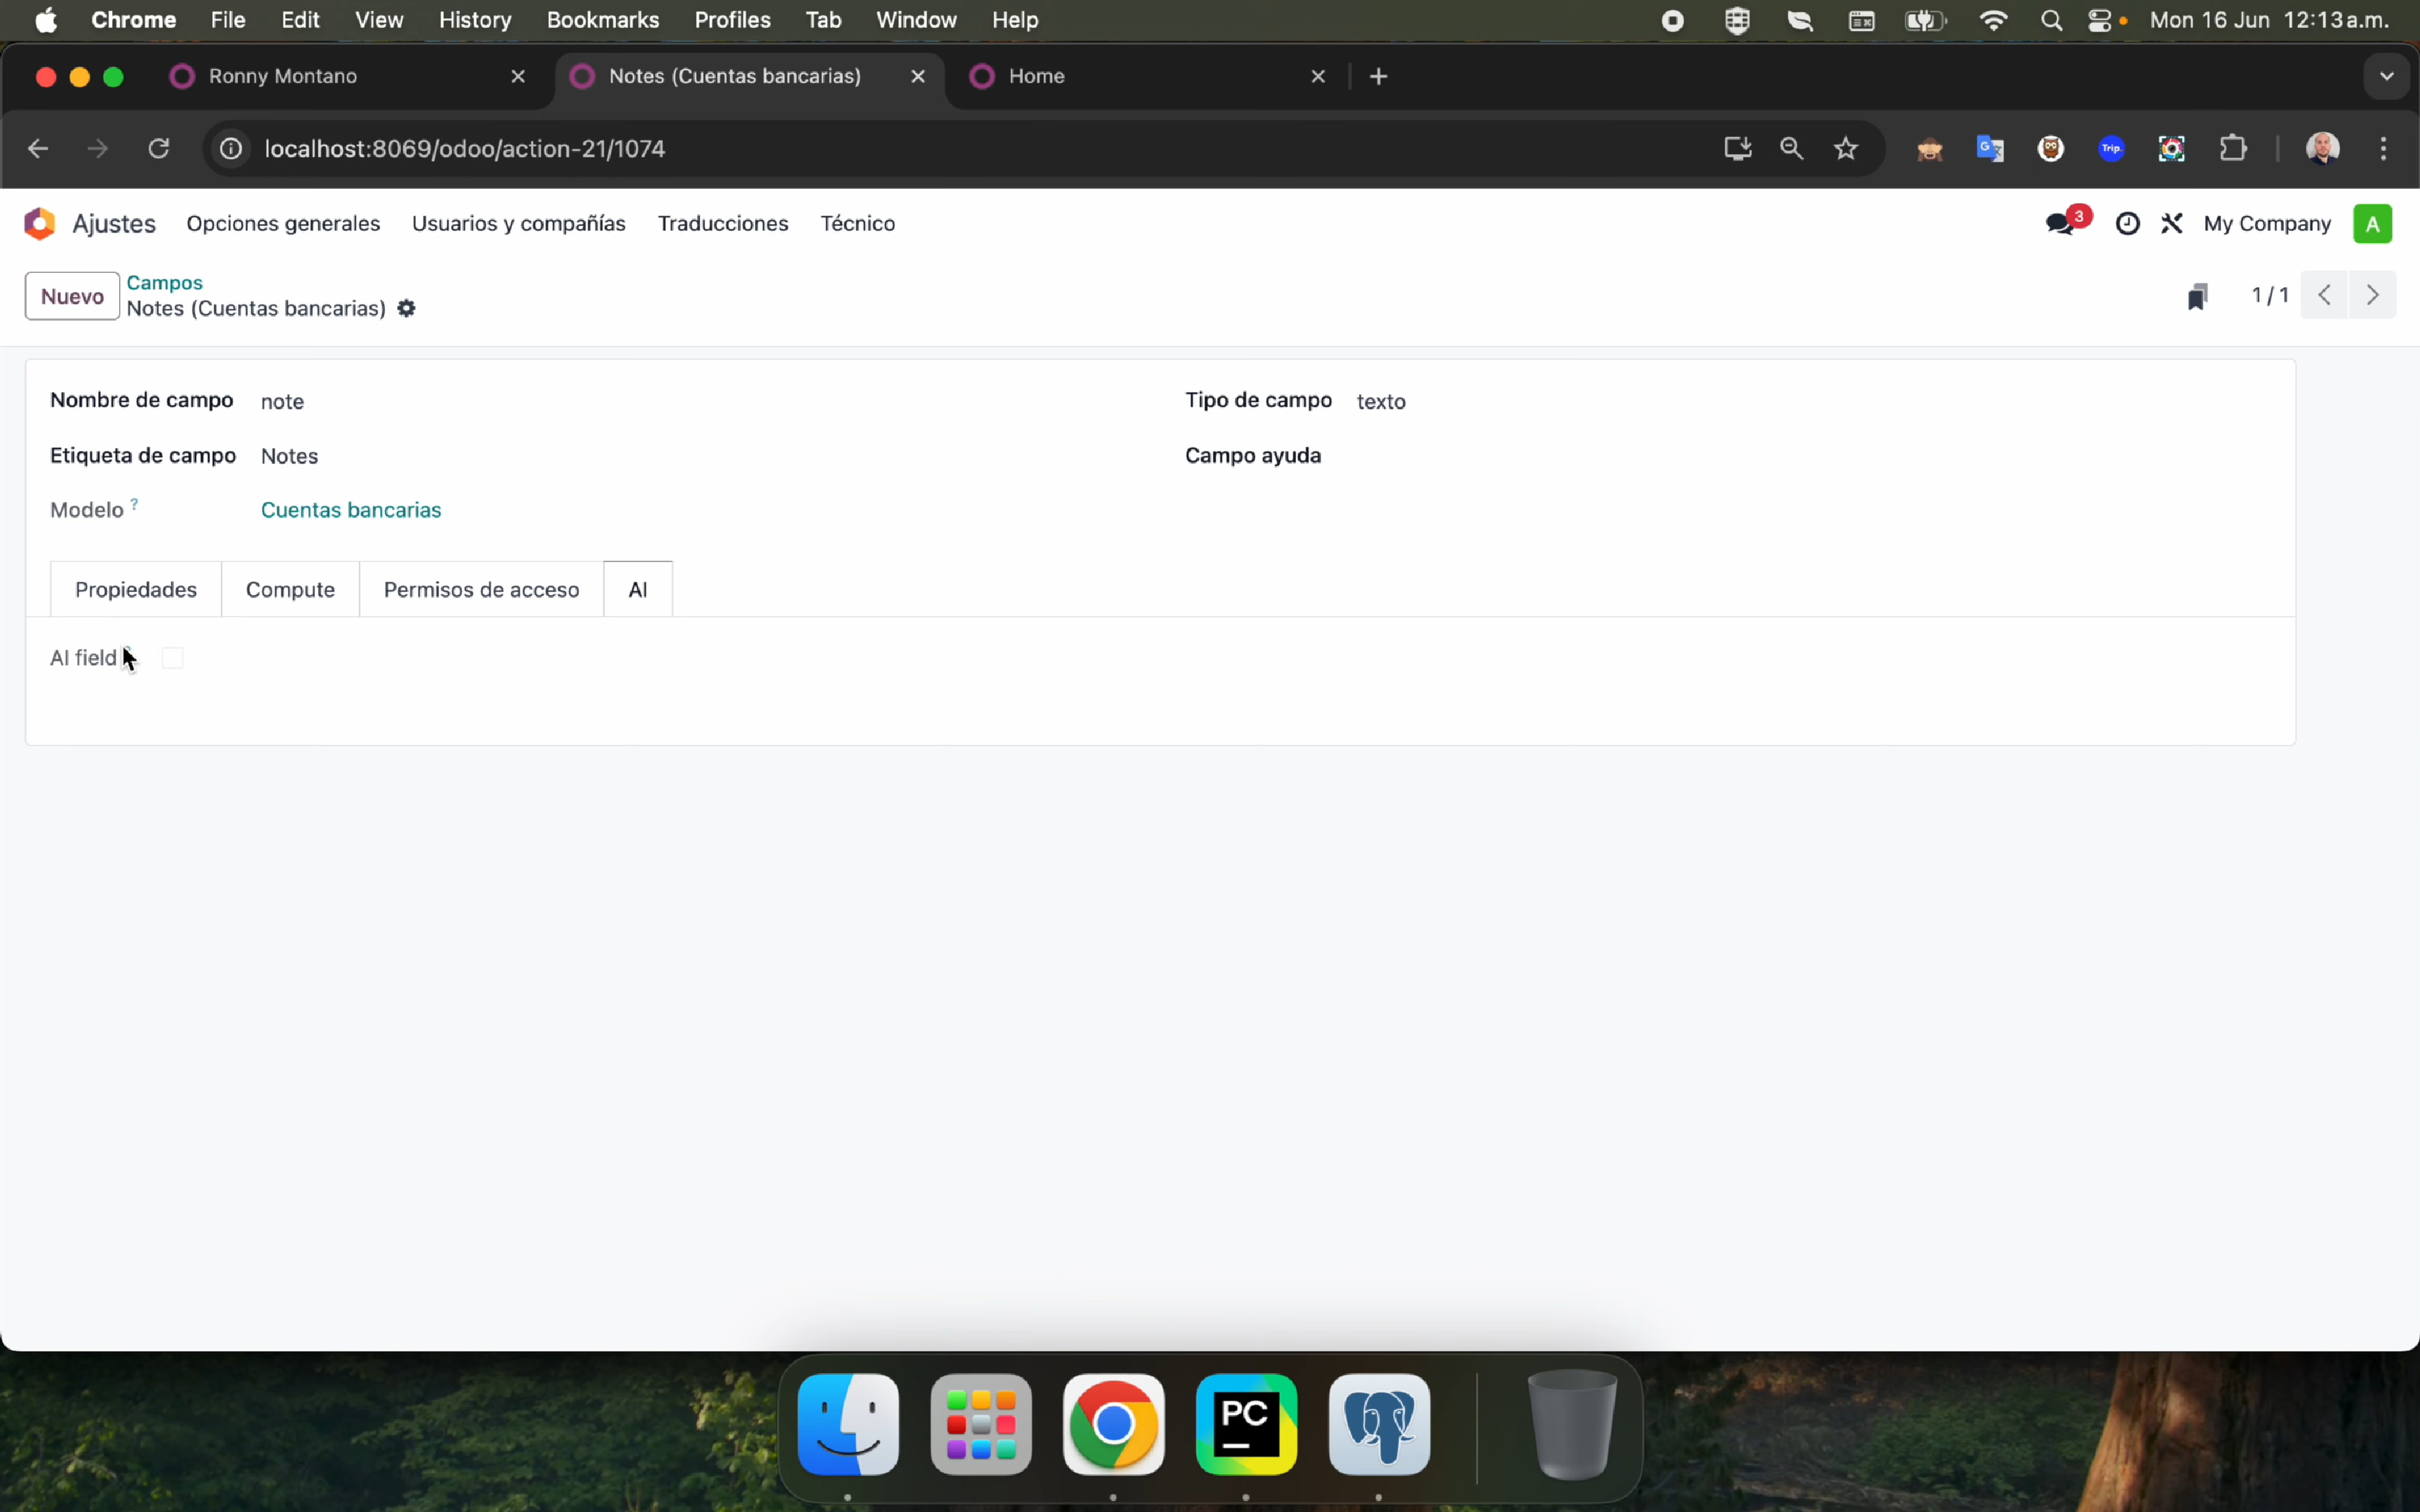 Chrome File Edit View History Bookmarks Profiles Tab Window Help Mon 16 Jun 12:13 a.m.
Ronny Montano Notes (Cuentas bancarias) Home
localhost:8069/odoo/action-21/1074 Trip.
Ajustes Opciones generales Usuarios y compañías Traducciones Técnico 3 My Company A
Nuevo Campos
Notes (Cuentas bancarias) 1 / 1
Nombre de campo note Tipo de campo texto
Etiqueta de campo Notes Campo ayuda
Modelo ? Cuentas bancarias
Propiedades Compute Permisos de acceso AI
AI field
PC